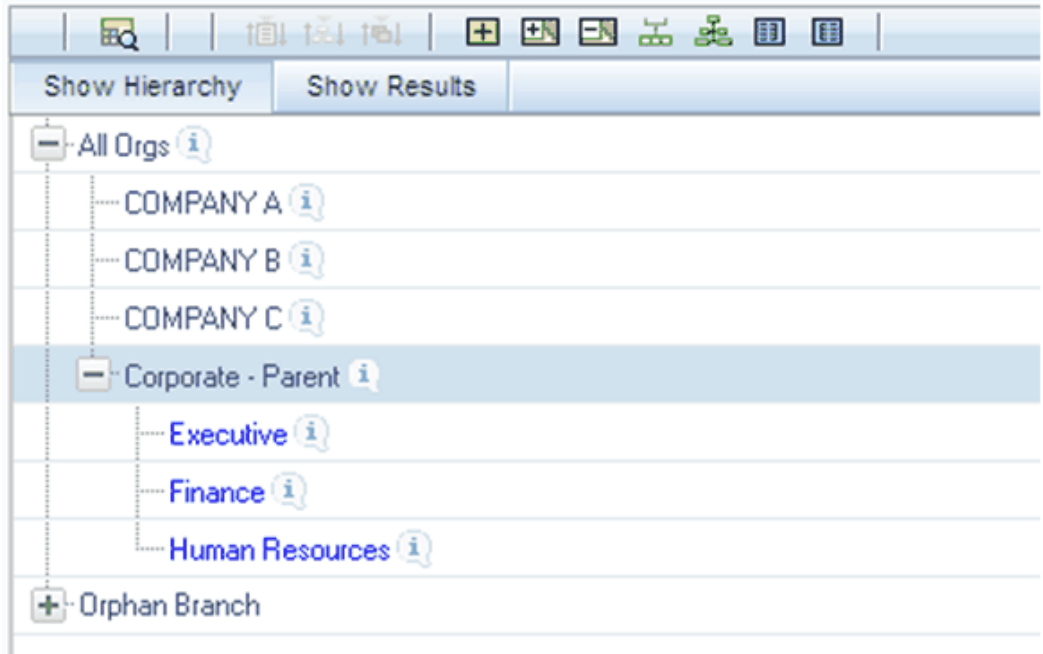 Show Hierarchy Show Results
All Orgs
COMPANY A
COMPANY B
COMPANY C
Corporate - Parent
Executive
Finance
Human Resources
Orphan Branch